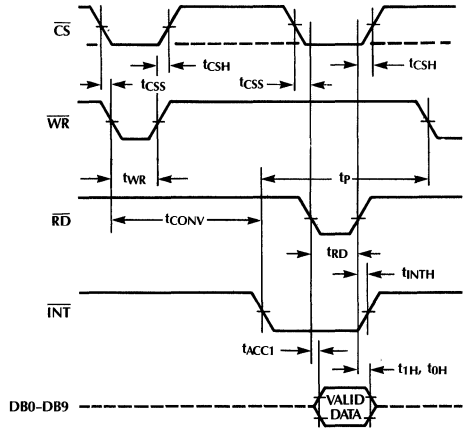 CS
tCSH
tCSS
tCSS
tCSH
WR
tWR
tP
RD
tCONV
tRD
tINTH
INT
tACC1
t1H, t0H
DB0-DB9
VALID
DATA